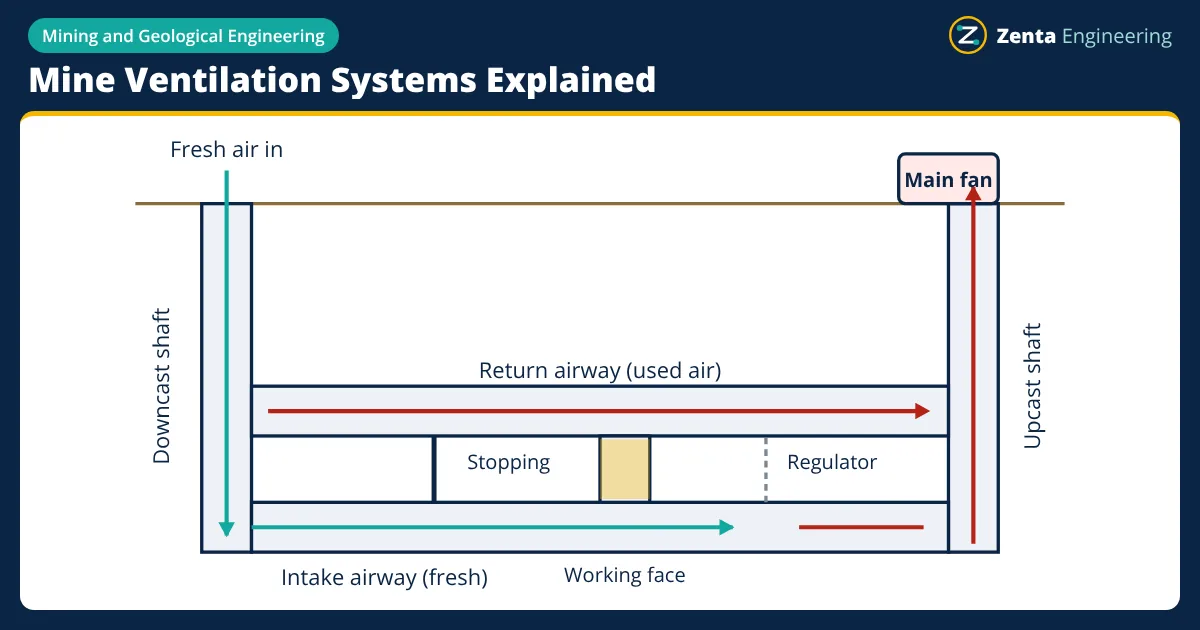 Mining and Geological Engineering
Zenta Engineering
Mine Ventilation Systems Explained
Fresh air in
Main fan
Downcast shaft
Upcast shaft
Return airway (used air)
Stopping
Regulator
Intake airway (fresh)
Working face